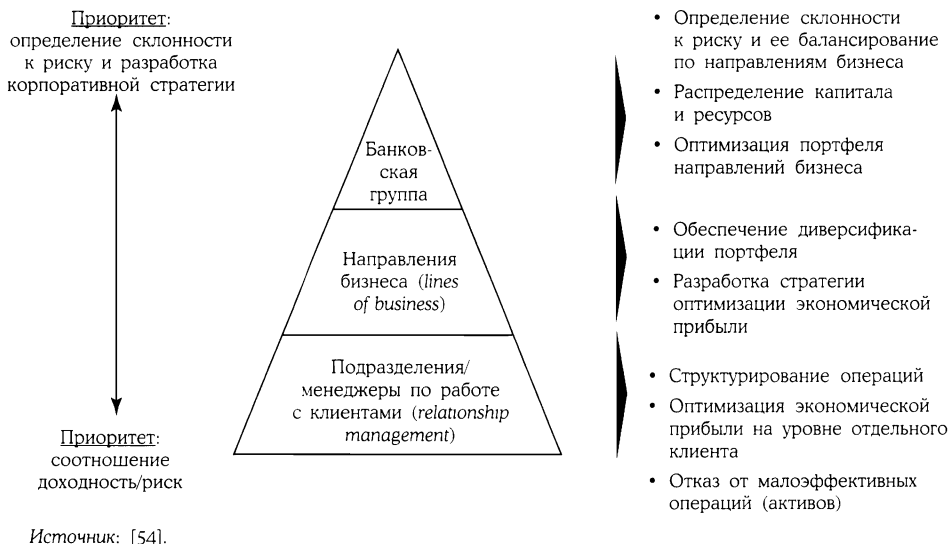 Приоритет:
определение склонности
к риску и разработка
корпоративной стратегии
Приоритет:
соотношение
доходность/риск
Банков-
ская
группа
Направления
бизнеса (lines
of business)
Подразделения/
менеджеры по работе
с клиентами (relationship
management)
• Определение склонности
к риску и ее балансирование
по направлениям бизнеса
• Распределение капитала
и ресурсов
• Оптимизация портфеля
направлений бизнеса
• Обеспечение диверсифика-
ции портфеля
• Разработка стратегии
оптимизации экономической
прибыли
• Структурирование операций
• Оптимизация экономической
прибыли на уровне отдельного
клиента
• Отказ от малоэффективных
операций (активов)
Источник: [54].